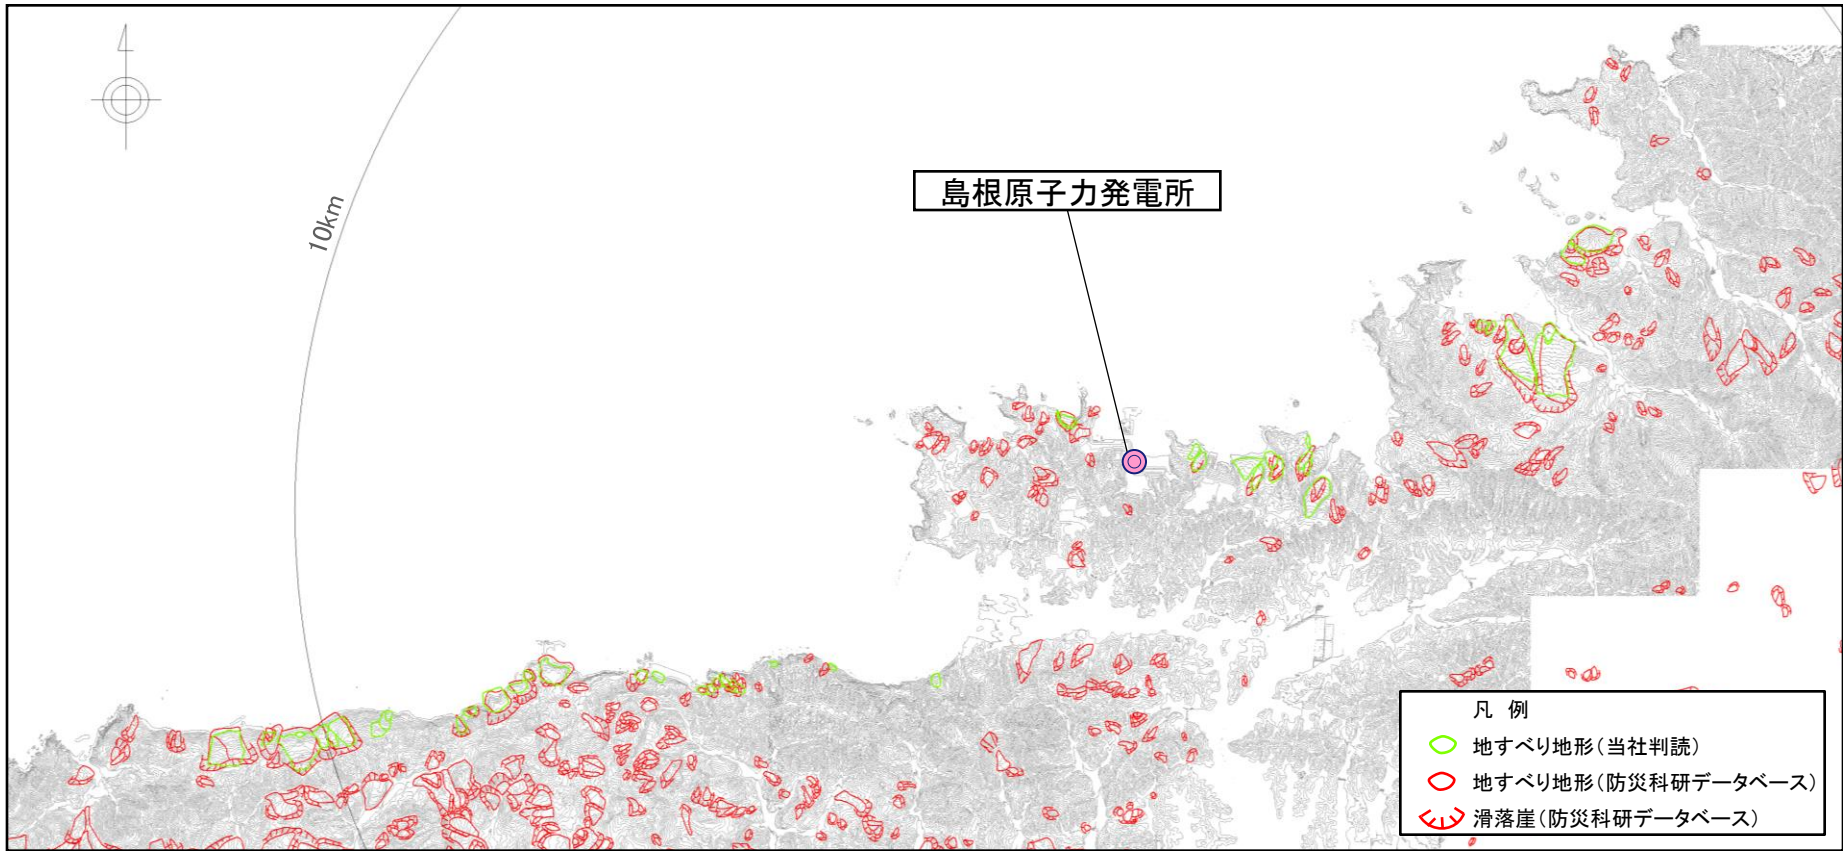 島根原子力発電所
10km
凡 例
地すべり地形(当社判読)
地すべり地形(防災科研データベース)
滑落崖(防災科研データベース)